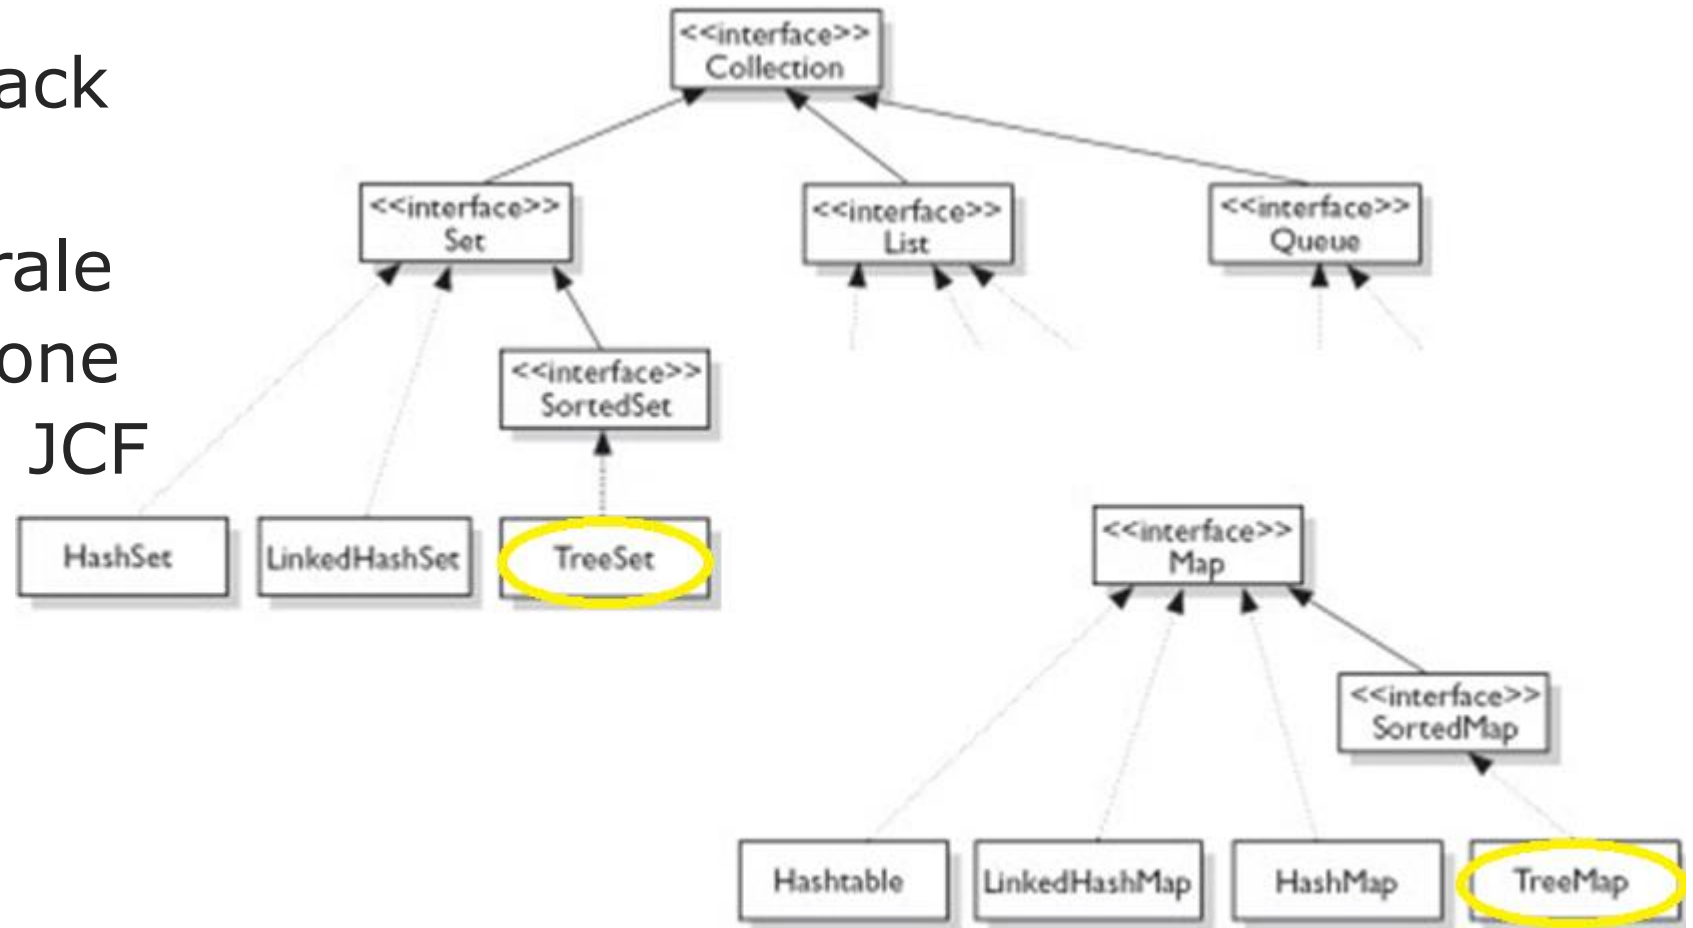 ack
rale
one
JCF
<<interface>>
Collection
<<interface>>
Set
<<interface>>
List
<<interface>>
Queue
<<interface>>
SortedSet
HashSet
LinkedHashSet
TreeSet
<<interface>>
Map
<<interface>>
SortedMap
Hashtable
LinkedHashMap
HashMap
TreeMap